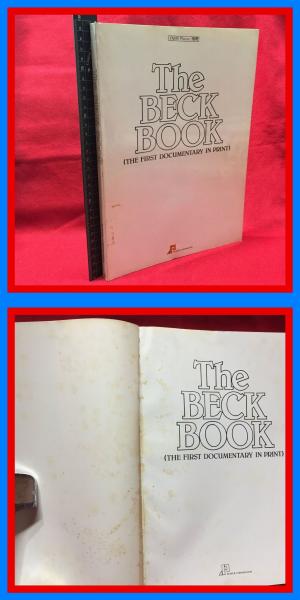 The
BECK
BOOK
(THE FIRST DOCUMENTARY IN PRINT)
The
BECK
BOOK
(THE FIRST DOCUMENTARY IN PRINT)